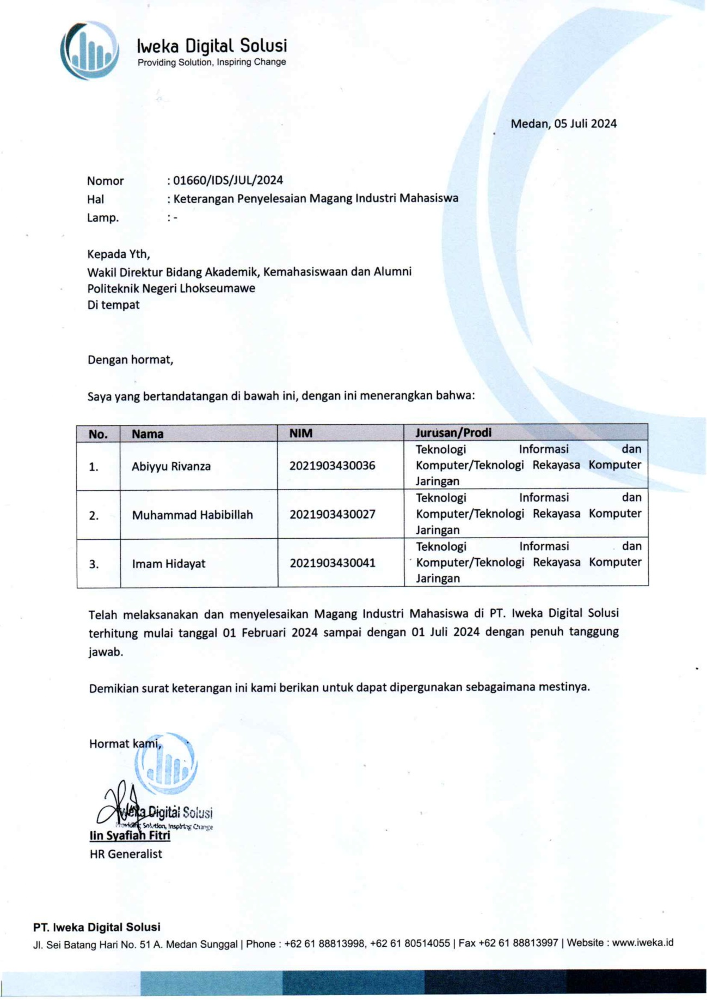 Iweka Digital Solusi
Providing Solution, Inspiring Change
Medan, 05 Juli 2024
Nomor : 01660/IDS/JUL/2024
Hal : Keterangan Penyelesaian Magang Industri Mahasiswa
Lamp. : -
Kepada Yth,
Wakil Direktur Bidang Akademik, Kemahasiswaan dan Alumni
Politeknik Negeri Lhokseumawe
Di tempat
Dengan hormat,
Saya yang bertandatangan di bawah ini, dengan ini menerangkan bahwa:
No. Nama NIM Jurusan/Prodi
Teknologi Informasi dan
1. Abiyyu Rivanza 2021903430036 Komputer/Teknologi Rekayasa Komputer
Jaringan
Teknologi Informasi dan
2. Muhammad Habibillah 2021903430027 Komputer/Teknologi Rekayasa Komputer
Jaringan
Teknologi Informasi dan
3. Imam Hidayat 2021903430041 Komputer/Teknologi Rekayasa Komputer
Jaringan
Telah melaksanakan dan menyelesaikan Magang Industri Mahasiswa di PT. Iweka Digital Solusi
terhitung mulai tanggal 01 Februari 2024 sampai dengan 01 Juli 2024 dengan penuh tanggung
jawab.
Demikian surat keterangan ini kami berikan untuk dapat dipergunakan sebagaimana mestinya.
Hormat kami,
Iweka Digital Solusi
Providing Solution, Inspiring Change
Iin Syafiah Fitri
HR Generalist
PT. Iweka Digital Solusi
Jl. Sei Batang Hari No. 51 A. Medan Sunggal | Phone : +62 61 88813998, +62 61 80514055 | Fax +62 61 88813997 | Website : www.iweka.id